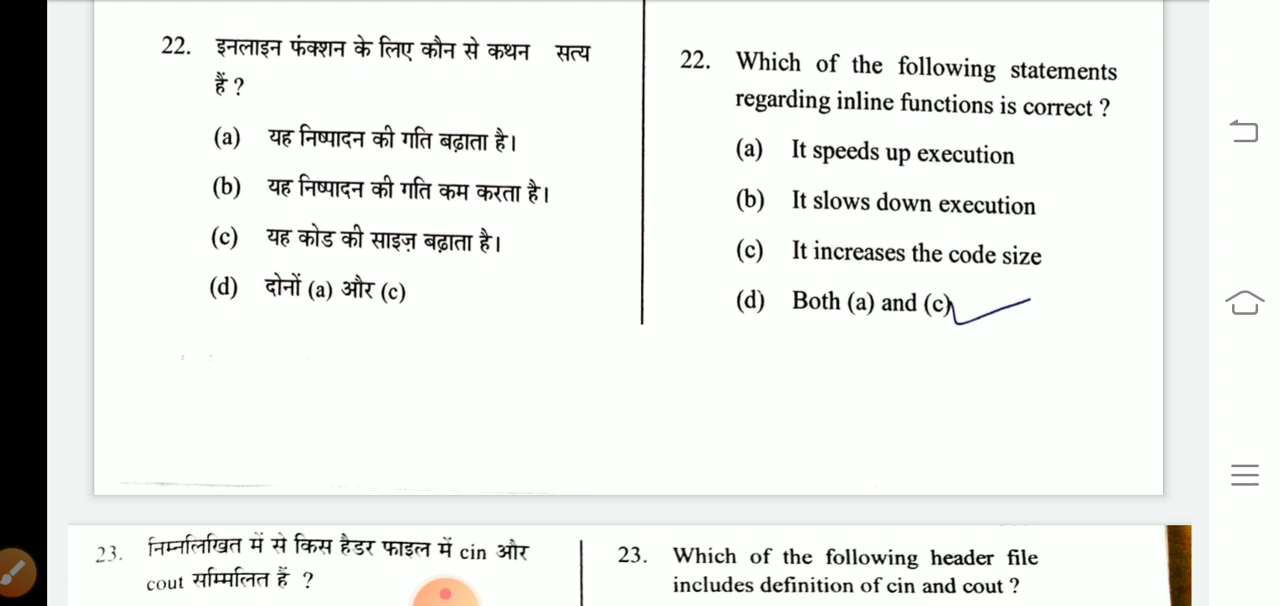 22. इनलाइन फंक्शन के लिए कौन से कथन सत्य
हैं ?
(a) यह निष्पादन की गति बढ़ाता है।
(b) यह निष्पादन की गति कम करता है।
(c) यह कोड की साइज़ बढ़ाता है।
(d) दोनों (a) और (c)
22. Which of the following statements
regarding inline functions is correct ?
(a) It speeds up execution
(b) It slows down execution
(c) It increases the code size
(d) Both (a) and (c)
23. निम्नलिखित में से किस हैडर फाइल में cin और
cout सम्मिलित हैं ?
23. Which of the following header file
includes definition of cin and cout ?